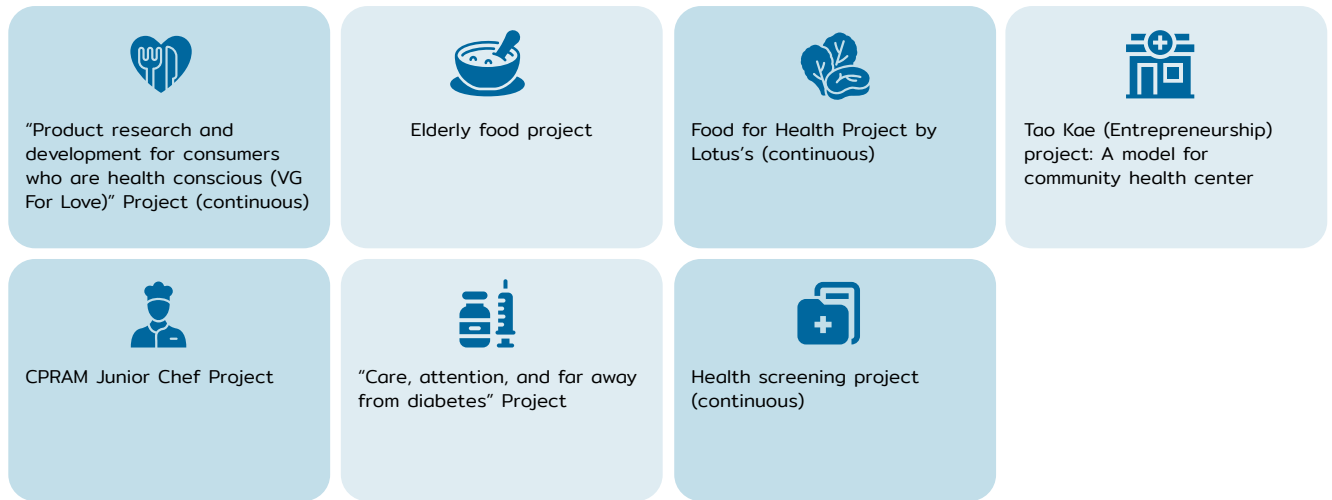 “Product research and
development for consumers
who are health conscious (VG
For Love)” Project (continuous)
Elderly food project
Food for Health Project by
Lotus’s (continuous)
Tao Kae (Entrepreneurship)
project: A model for
community health center
CPRAM Junior Chef Project
“Care, attention, and far away
from diabetes” Project
Health screening project
(continuous)